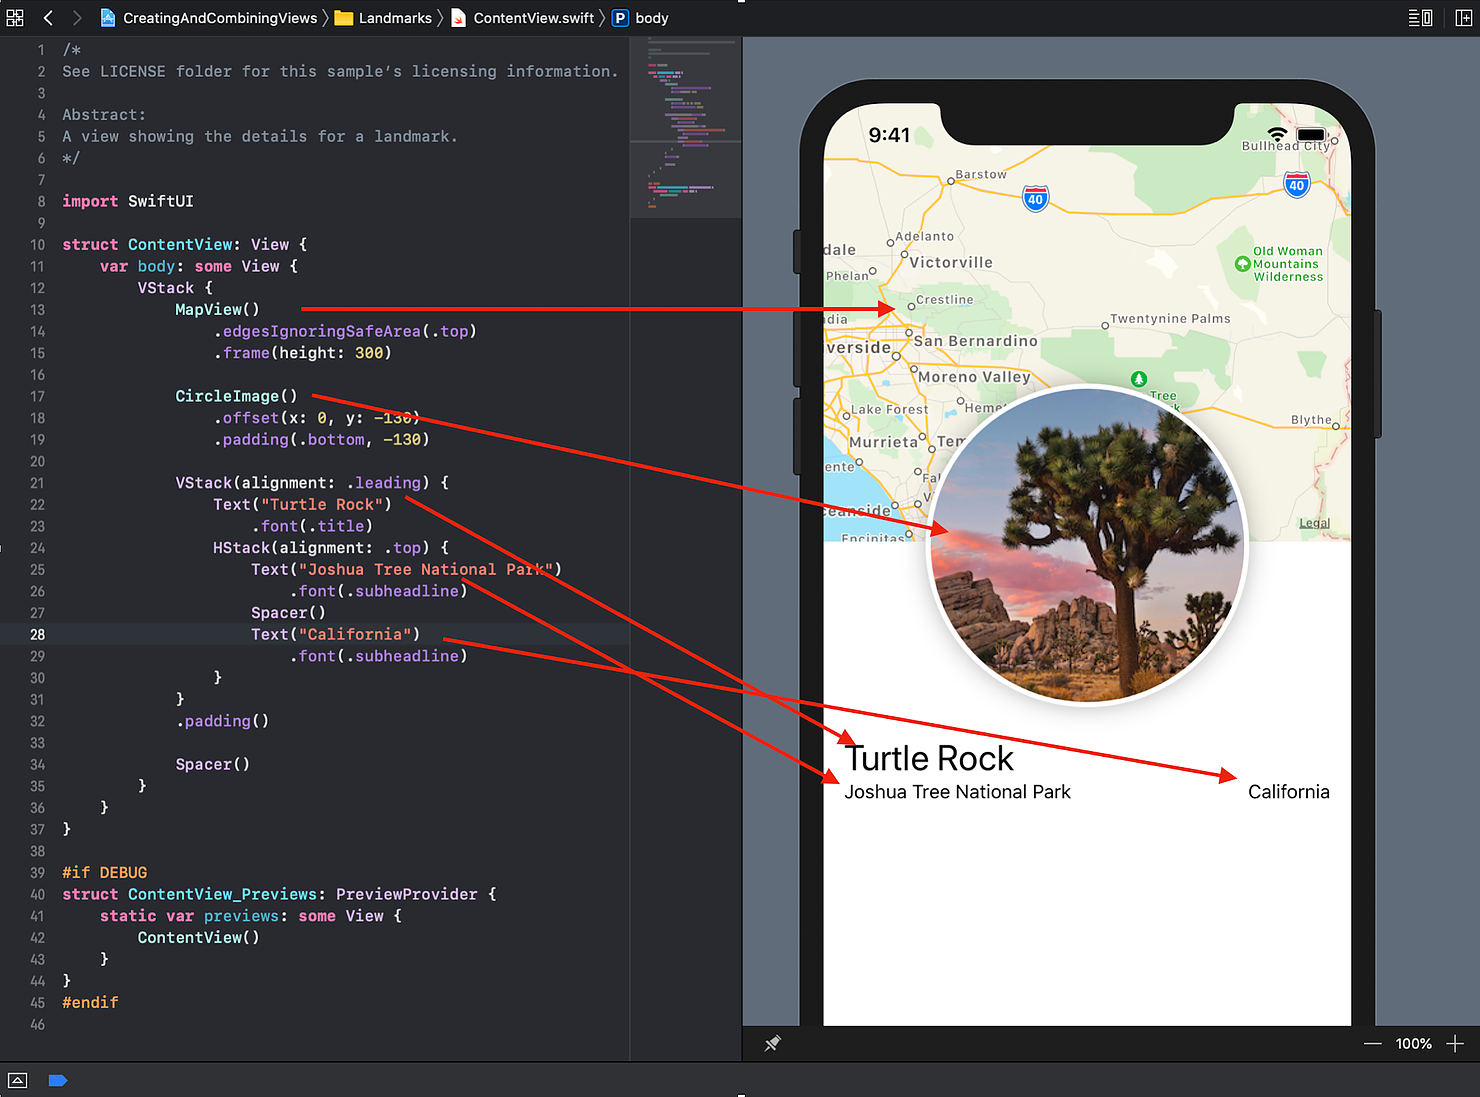 CreatingAndCombiningViews Landmarks ContentView.swift P body
1 /*
2 See LICENSE folder for this sample’s licensing information.
3
4 Abstract:
5 A view showing the details for a landmark.
6 */
7
8 import SwiftUI
9
10 struct ContentView: View {
11 var body: some View {
12 VStack {
13 MapView()
14 .edgesIgnoringSafeArea(.top)
15 .frame(height: 300)
16
17 CircleImage()
18 .offset(x: 0, y: -130)
19 .padding(.bottom, -130)
20
21 VStack(alignment: .leading) {
22 Text("Turtle Rock")
23 .font(.title)
24 HStack(alignment: .top) {
25 Text("Joshua Tree National Park")
26 .font(.subheadline)
27 Spacer()
28 Text("California")
29 .font(.subheadline)
30 }
31 }
32 .padding()
33
34 Spacer()
35 }
36 }
37 }
38
39 #if DEBUG
40 struct ContentView_Previews: PreviewProvider {
41 static var previews: some View {
42 ContentView()
43 }
44 }
45 #endif
46
9:41
Bullhead City
Barstow
40
40
Adelanto
dale
Victorville
Old Woman
Mountains
Wilderness
Phelan
Crestline
ndia
Twentynine Palms
verside
San Bernardino
Moreno Valley
Tree
Lake Forest
Hemet
Blythe
Murrieta
Tem
ente
Fal
V
ceanside
Legal
Encinitas
Turtle Rock
Joshua Tree National Park
California
100%